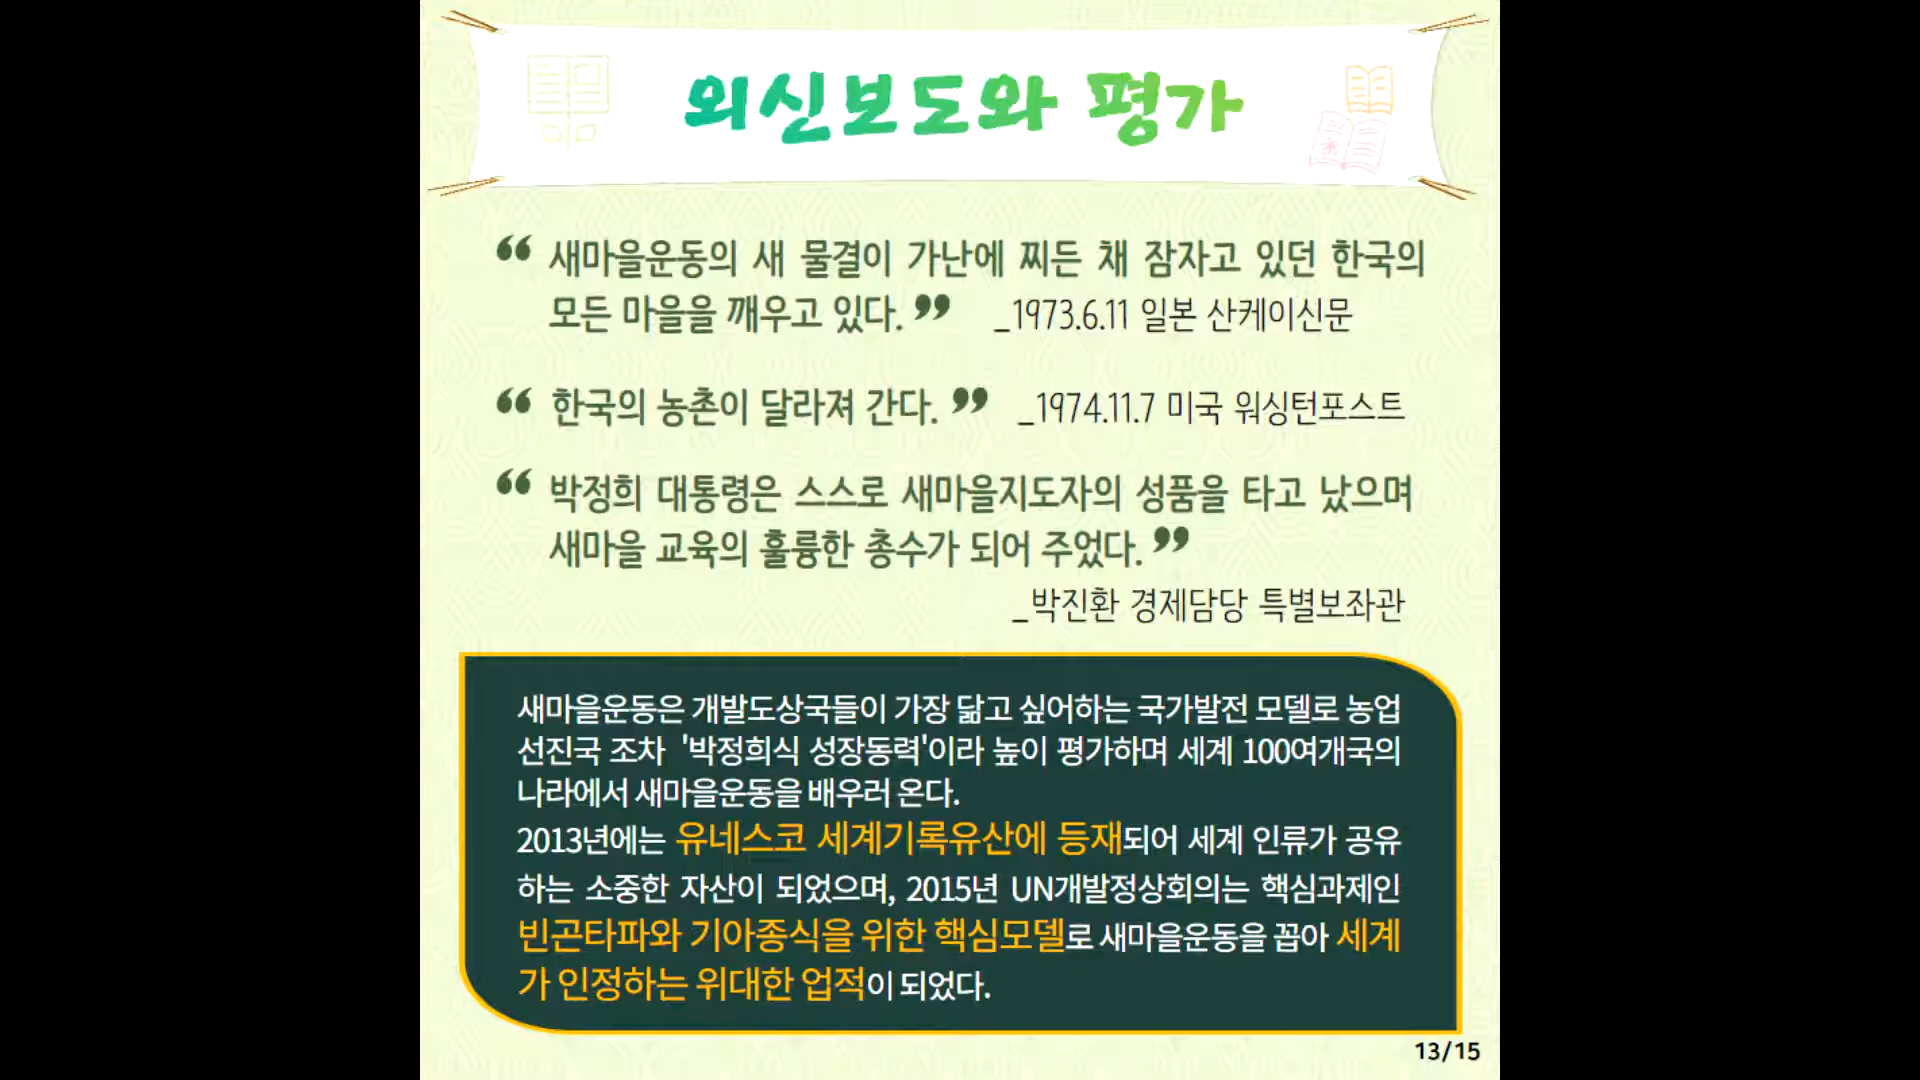 외신보도와 평가
“ 새마을운동의 새 물결이 가난에 찌든 채 잠자고 있던 한국의
모든 마을을 깨우고 있다. ” _1973.6.11 일본 산케이신문
“ 한국의 농촌이 달라져 간다. ” _1974.11.7 미국 워싱턴포스트
“ 박정희 대통령은 스스로 새마을지도자의 성품을 타고 났으며
새마을 교육의 훌륭한 총수가 되어 주었다. ”
_박진환 경제담당 특별보좌관
새마을운동은 개발도상국들이 가장 닮고 싶어하는 국가발전 모델로 농업
선진국 조차 '박정희식 성장동력'이라 높이 평가하며 세계 100여개국의
나라에서 새마을운동을 배우러 온다.
2013년에는 유네스코 세계기록유산에 등재되어 세계 인류가 공유
하는 소중한 자산이 되었으며, 2015년 UN개발정상회의는 핵심과제인
빈곤타파와 기아종식을 위한 핵심모델로 새마을운동을 꼽아 세계
가 인정하는 위대한 업적이 되었다.
13/15